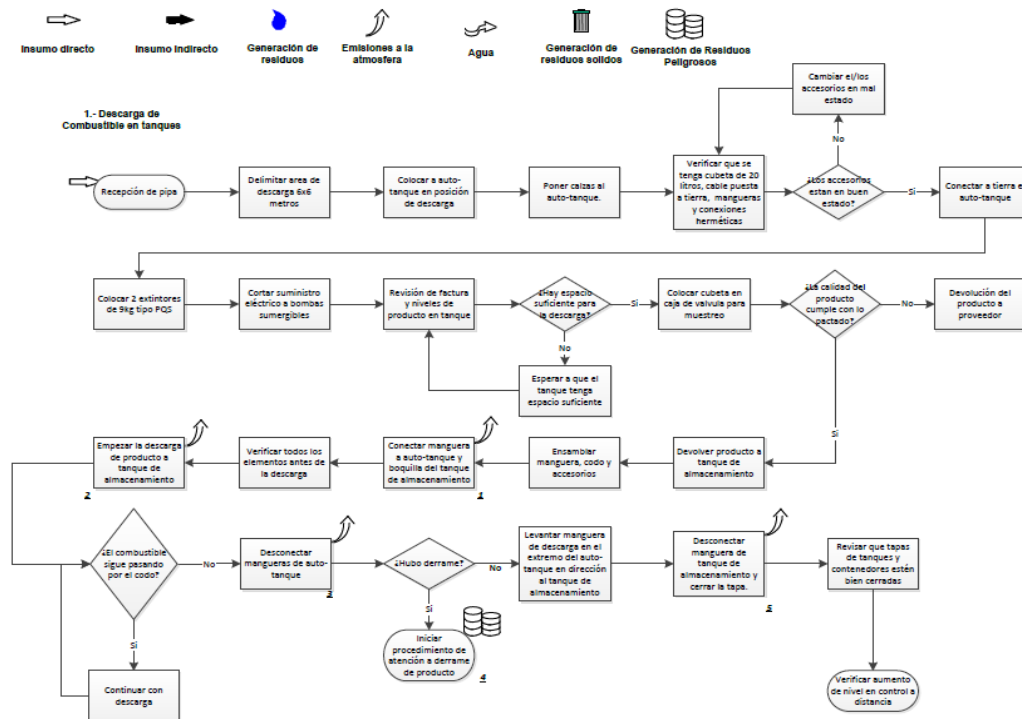 Insumo directo
Insumo Indirecto
Generación de
residuos
Emisiones a la
atmosfera
Agua
Generación de
residuos solidos
Generación de Residuos
Peligrosos
1.- Descarga de
Combustible en tanques
Cambiar el/los
accesorios en mal
estado
No
Recepción de pipa
Delimitar area de
descarga 6x6
metros
Colocar a auto-
tanque en posición
de descarga
Poner calzas al
auto-tanque.
Verificar que se
tenga cubeta de 20
litros, cable puesta
a tierra, mangueras
y conexiones
herméticas
¿Los accesorios
estan en buen
estado?
Si
Conectar a tierra el
auto-tanque
Colocar 2 extintores
de 9kg tipo PQS
Cortar suministro
eléctrico a bombas
sumergibles
Revisión de factura
y niveles de
producto en tanque
¿Hay espacio
suficiente para
la descarga?
Si
Colocar cubeta en
caja de valvula para
muestreo
¿La calidad del
producto
cumple con lo
pactado?
No
Devolución del
producto a
proveedor
No
Esperar a que el
tanque tenga
espacio suficiente
Si
Empezar la descarga
de producto a
tanque de
almacenamiento
2
Verificar todos los
elementos antes de
la descarga
Conectar manguera
a auto-tanque y
boquilla del tanque
de almacenamiento
1
Ensamblar
manguera, codo y
accesorios
Devolver producto a
tanque de
almacenamiento
¿El combustible
sigue pasando
por el codo?
No
Desconectar
mangueras de auto-
tanque
3
¿Hubo derrame?
No
Levantar manguera
de descarga en el
extremo del auto-
tanque en dirección
al tanque de
almacenamiento
Desconectar
manguera de
tanque de
almacenamiento y
cerrar la tapa.
5
Revisar que tapas
de tanques y
contenedores estén
bien cerradas
Si
Continuar con
descarga
Si
Iniciar
procedimiento de
atención a derrame
de producto
4
Verificar aumento
de nivel en control a
distancia